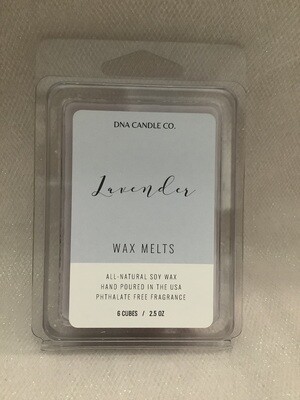 DNA CANDLE CO.
Lavender
WAX MELTS
ALL-NATURAL SOY WAX
HAND POURED IN THE USA
PHTHALATE FREE FRAGRANCE
6 CUBES / 2.5 OZ